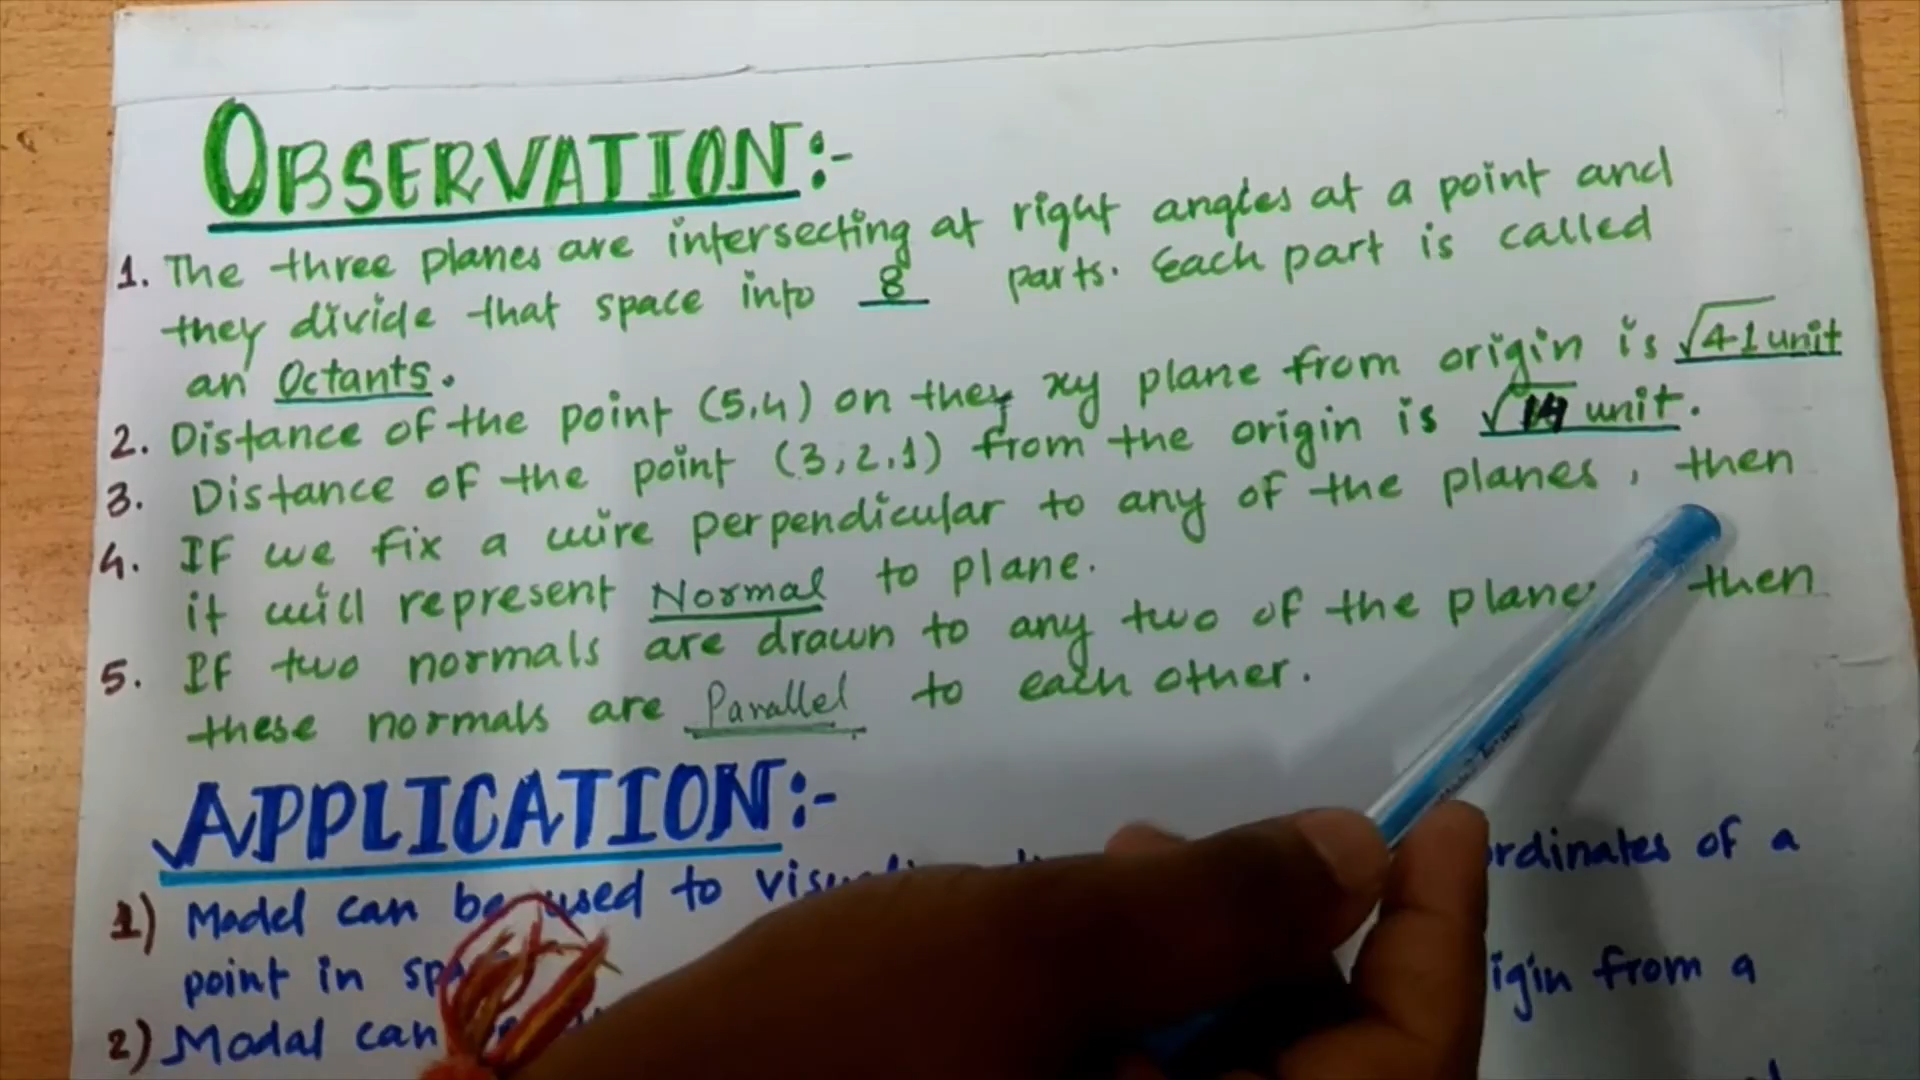 OBSERVATION:-
1. The three planes are intersecting at right angles at a point and
they divide that space into 8 parts. Each part is called
an Octants.
2. Distance of the point (5,4) on they xy plane from origin is √41 unit
3. Distance of the point (3,2,1) from the origin is √14 unit.
4. If we fix a wire perpendicular to any of the planes, then
it will represent Normal to plane.
5. If two normals are drawn to any two of the planes then
these normals are Parallel to each other.
APPLICATION:-
1) Model can be used to of a
point in
2) Modal can from a